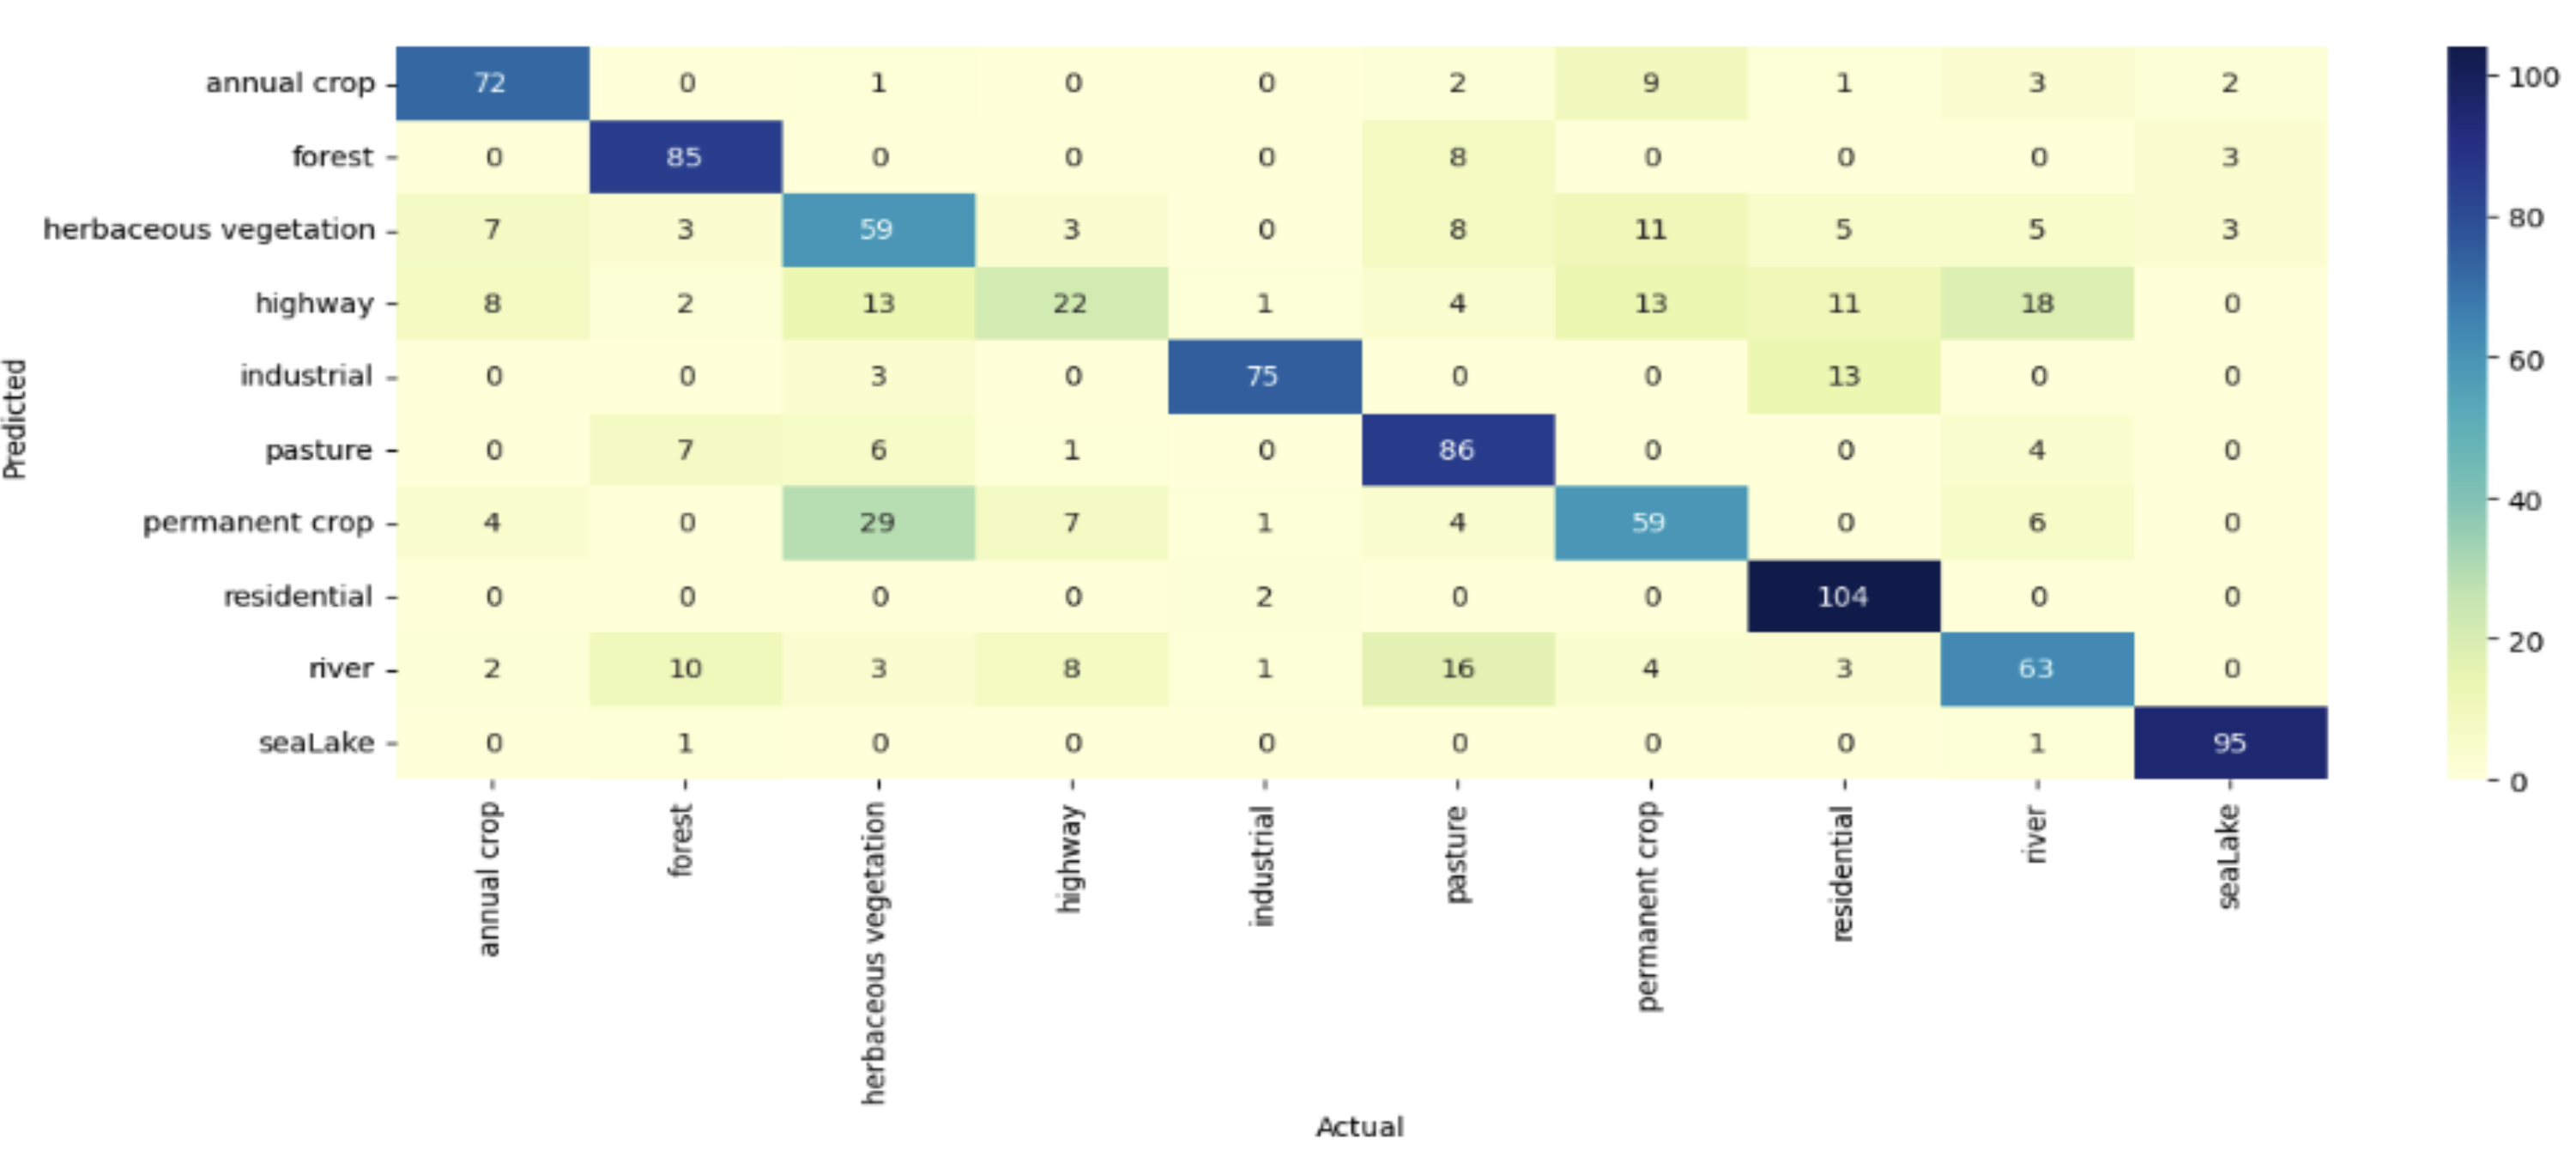 annual crop 72 0 1 0 0 2 9 1 3 2
forest 0 85 0 0 0 8 0 0 0 3
herbaceous vegetation 7 3 59 3 0 8 11 5 5 3
highway 8 2 13 22 1 4 13 11 18 0
industrial 0 0 3 0 75 0 0 13 0 0
pasture 0 7 6 1 0 86 0 0 4 0
permanent crop 4 0 29 7 1 4 59 0 6 0
residential 0 0 0 0 2 0 0 104 0 0
river 2 10 3 8 1 16 4 3 63 0
seaLake 0 1 0 0 0 0 0 0 1 95
Predicted
annual crop
forest
herbaceous vegetation
highway
industrial
pasture
permanent crop
residential
river
seaLake
Actual
100
80
60
40
20
0